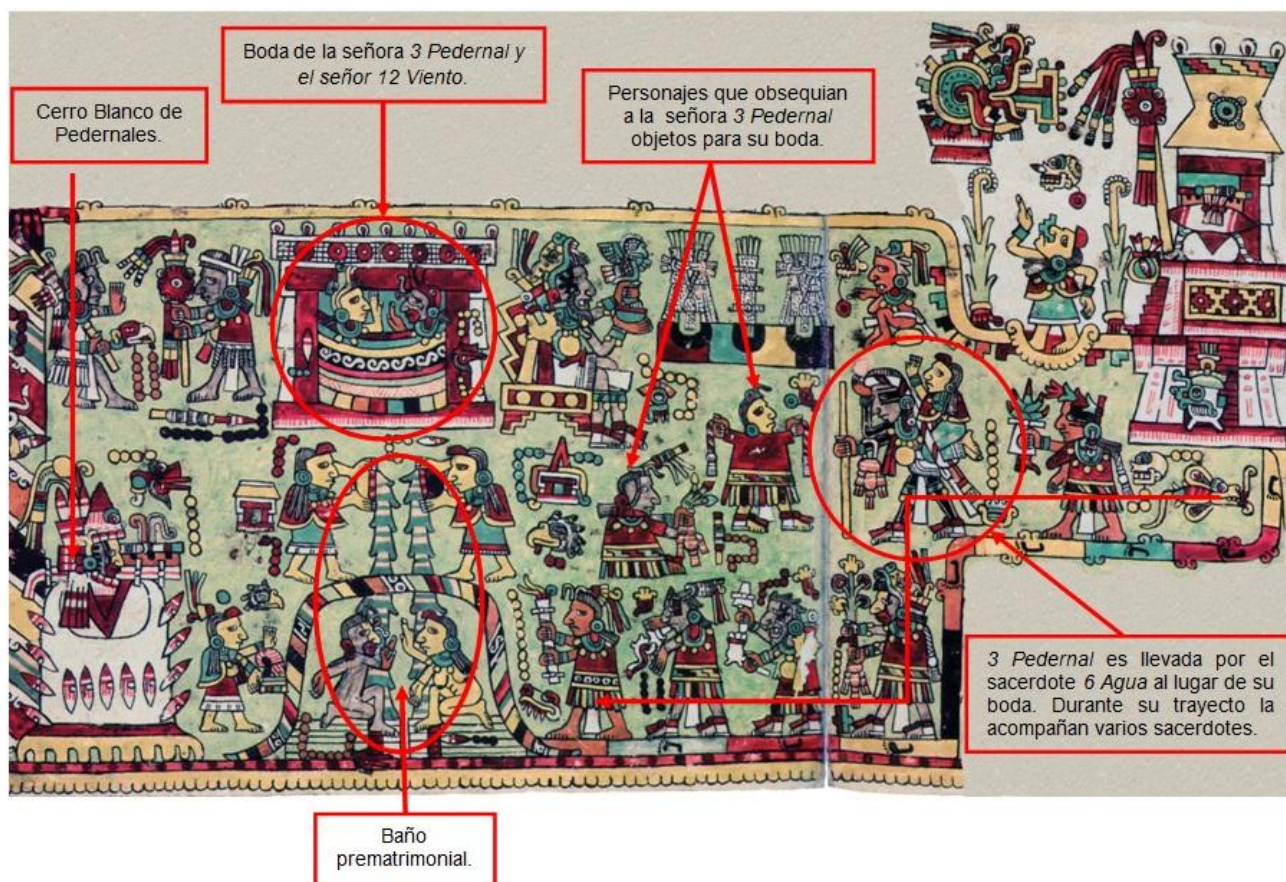 Boda de la señora 3 Pedernal y
el señor 12 Viento.
Cerro Blanco de
Pedernales.
Personajes que obsequian
a la señora 3 Pedernal
objetos para su boda.
3 Pedernal es llevada por el
sacerdote 6 Agua al lugar de su
boda. Durante su trayecto la
acompañan varios sacerdotes.
Baño
prematrimonial.